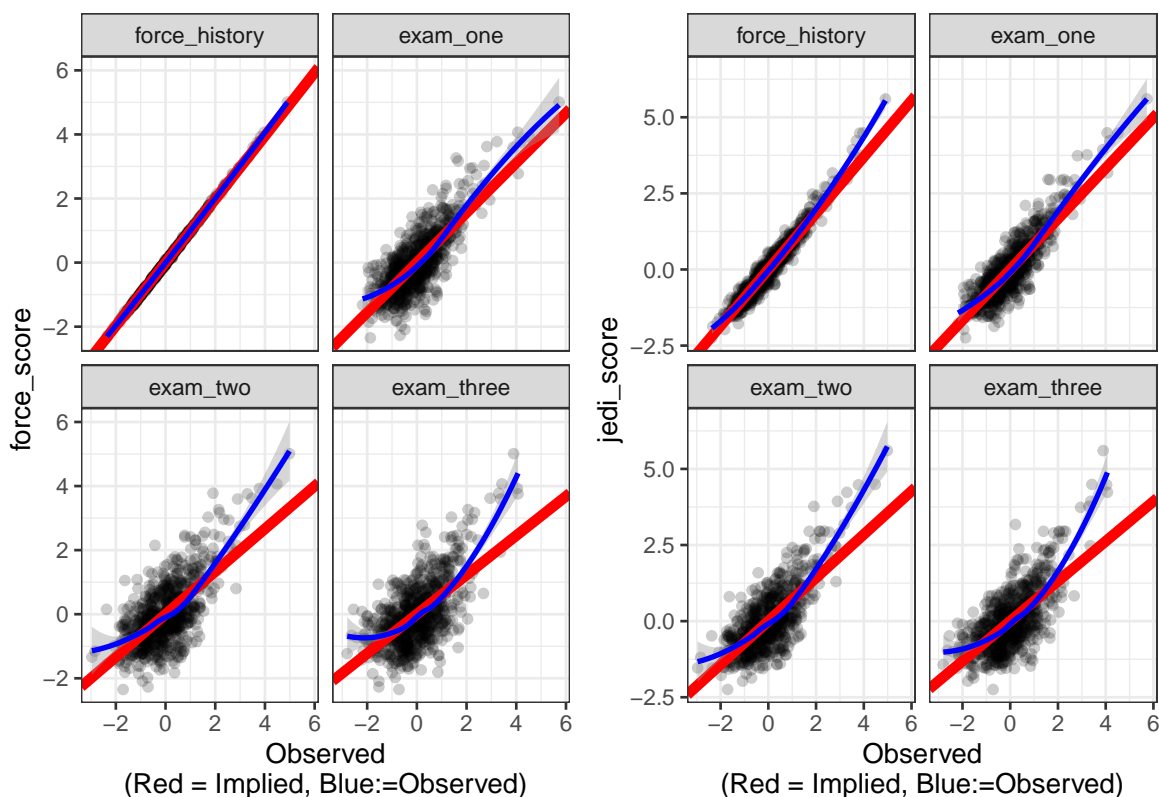 force_history exam_one
6
4
2
0
−2
exam_two exam_three
6
4
2
0
−2
−2 0 2 4 6 −2 0 2 4 6
force_score
Observed
(Red = Implied, Blue:=Observed)
force_history exam_one
5.0
2.5
0.0
−2.5
exam_two exam_three
5.0
2.5
0.0
−2.5
−2 0 2 4 6 −2 0 2 4 6
jedi_score
Observed
(Red = Implied, Blue:=Observed)